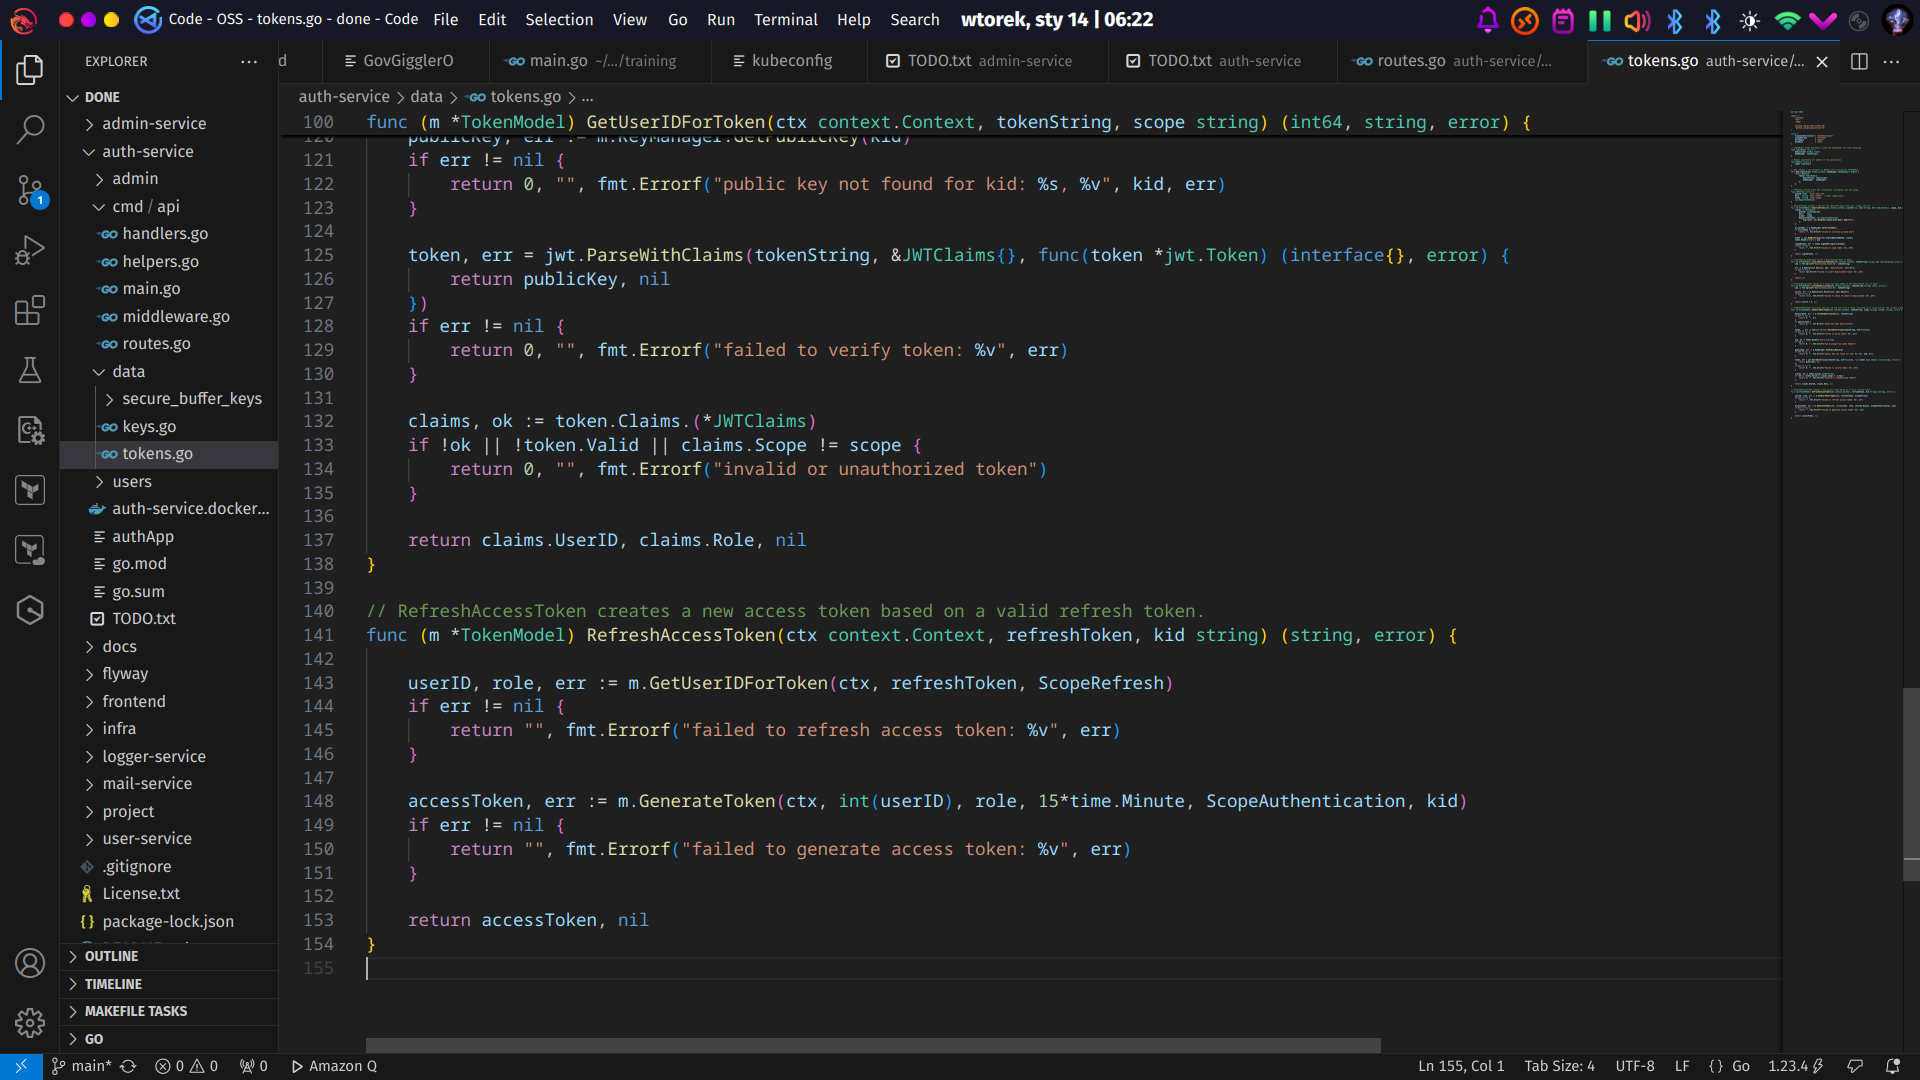 Code - OSS - tokens.go - done - Code File Edit Selection View Go Run Terminal Help Search wtorek, sty 14 | 06:22
EXPLORER
d GovGigglerO main.go ~/.../training kubeconfig TODO.txt admin-service TODO.txt auth-service routes.go auth-service/... tokens.go auth-service/...
auth-service > data > tokens.go > ...
DONE
admin-service
auth-service
admin
cmd / api
handlers.go
helpers.go
main.go
middleware.go
routes.go
data
secure_buffer_keys
keys.go
tokens.go
users
auth-service.docker...
authApp
go.mod
go.sum
TODO.txt
docs
flyway
frontend
infra
logger-service
mail-service
project
user-service
.gitignore
License.txt
package-lock.json
OUTLINE
TIMELINE
MAKEFILE TASKS
GO
1
100 func (m *TokenModel) GetUserIDForToken(ctx context.Context, tokenString, scope string) (int64, string, error) {
120 publicKey, err := m.KeyManager.GetPublicKey(kid)
121 if err != nil {
122 return 0, "", fmt.Errorf("public key not found for kid: %s, %v", kid, err)
123 }
124
125 token, err = jwt.ParseWithClaims(tokenString, &JWTClaims{}, func(token *jwt.Token) (interface{}, error) {
126 return publicKey, nil
127 })
128 if err != nil {
129 return 0, "", fmt.Errorf("failed to verify token: %v", err)
130 }
131
132 claims, ok := token.Claims.(*JWTClaims)
133 if !ok || !token.Valid || claims.Scope != scope {
134 return 0, "", fmt.Errorf("invalid or unauthorized token")
135 }
136
137 return claims.UserID, claims.Role, nil
138 }
139
140 // RefreshAccessToken creates a new access token based on a valid refresh token.
141 func (m *TokenModel) RefreshAccessToken(ctx context.Context, refreshToken, kid string) (string, error) {
142
143 userID, role, err := m.GetUserIDForToken(ctx, refreshToken, ScopeRefresh)
144 if err != nil {
145 return "", fmt.Errorf("failed to refresh access token: %v", err)
146 }
147
148 accessToken, err := m.GenerateToken(ctx, int(userID), role, 15*time.Minute, ScopeAuthentication, kid)
149 if err != nil {
150 return "", fmt.Errorf("failed to generate access token: %v", err)
151 }
152
153 return accessToken, nil
154 }
155
main* 0 0 0 Amazon Q Ln 155, Col 1 Tab Size: 4 UTF-8 LF {} Go 1.23.4